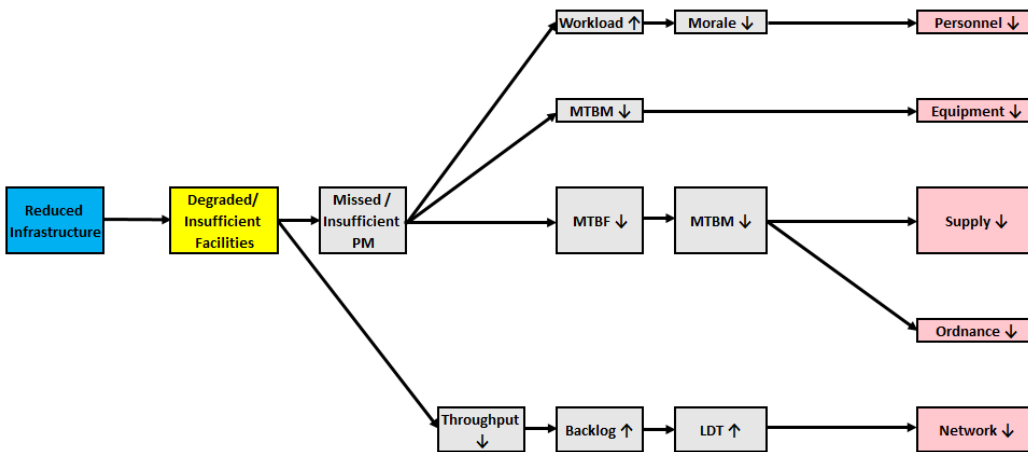 Workload ↑
Morale ↓
Personnel ↓
MTBM ↓
Equipment ↓
Reduced
Infrastructure
Degraded/
Insufficient
Facilities
Missed /
Insufficient
PM
MTBF ↓
MTBM ↓
Supply ↓
Ordnance ↓
Throughput
↓
Backlog ↑
LDT ↑
Network ↓